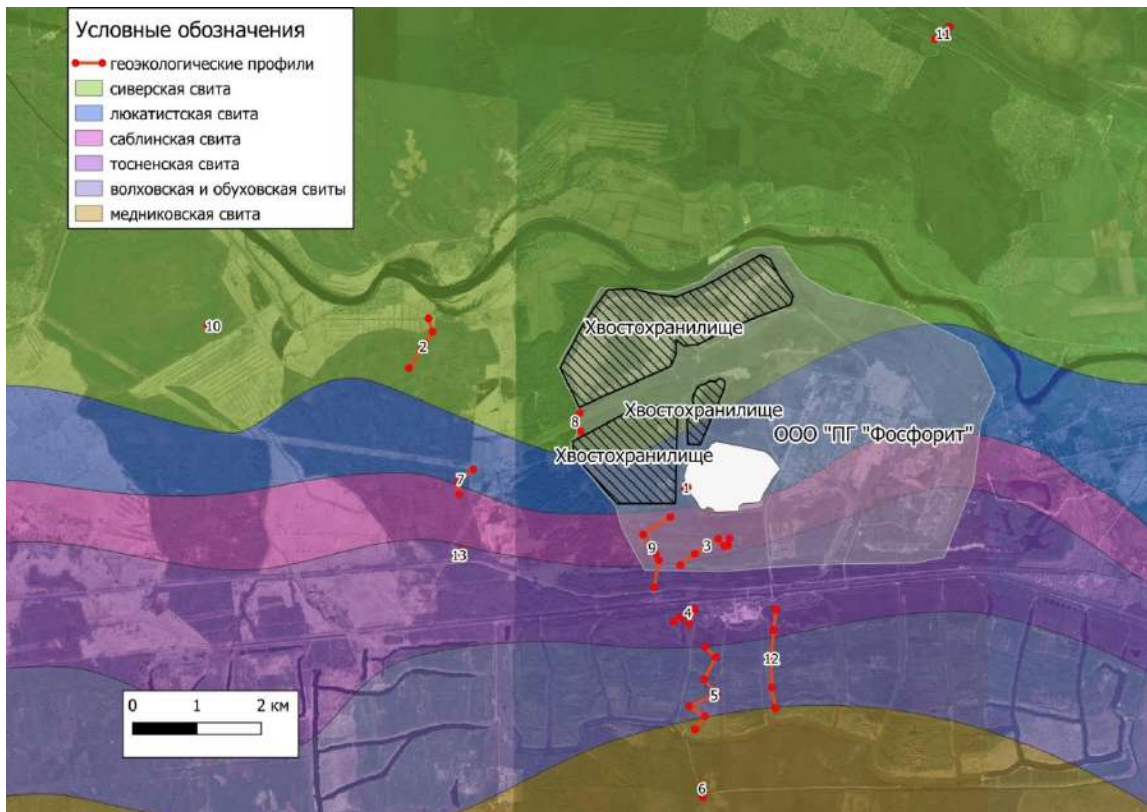 Условные обозначения
геоэкологические профили
сиверская свита
люкатистская свита
саблинская свита
тосненская свита
волховская и обуховская свиты
медниковская свита
11
10
2
Хвостохранилище
Хвостохранилище
8
ООО "ПГ "Фосфорит"
Хвостохранилище
7
1
9
3
13
4
12
5
0 1 2 км
6